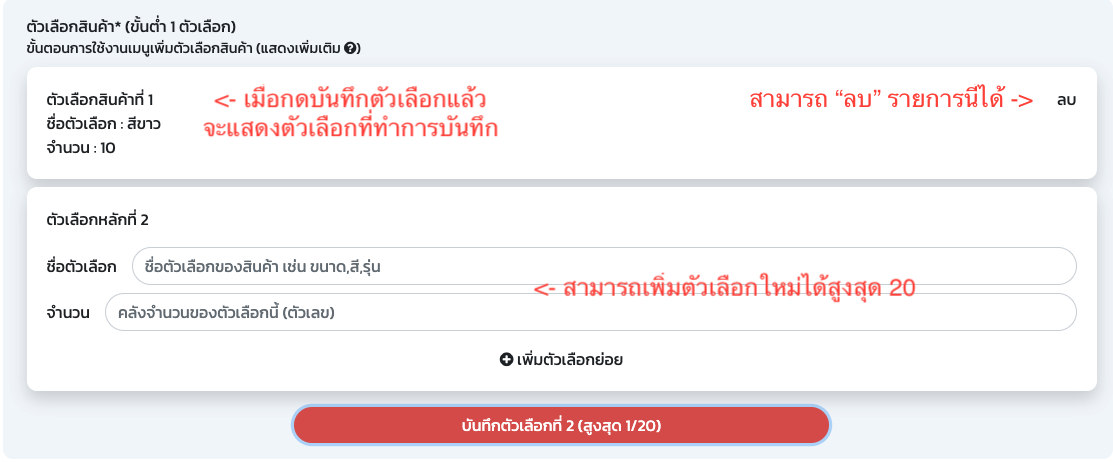 ตัวเลือกสินค้า* (ขั้นต่ำ 1 ตัวเลือก)
ขั้นตอนการใช้งานเมนูเพิ่มตัวเลือกสินค้า (แสดงเพิ่มเติม ?)
ตัวเลือกสินค้าที่ 1
<- เมื่อกดบันทึกตัวเลือกแล้ว
สามารถ “ลบ” รายการนี้ได้ ->
ลบ
ชื่อตัวเลือก : สีขาว
จะแสดงตัวเลือกที่ทำการบันทึก
จำนวน : 10
ตัวเลือกหลักที่ 2
ชื่อตัวเลือก ชื่อตัวเลือกของสินค้า เช่น ขนาด,สี,รุ่น
<- สามารถเพิ่มตัวเลือกใหม่ได้สูงสุด 20
จำนวน คลังจำนวนของตัวเลือกนี้ (ตัวเลข)
เพิ่มตัวเลือกย่อย
บันทึกตัวเลือกที่ 2 (สูงสุด 1/20)